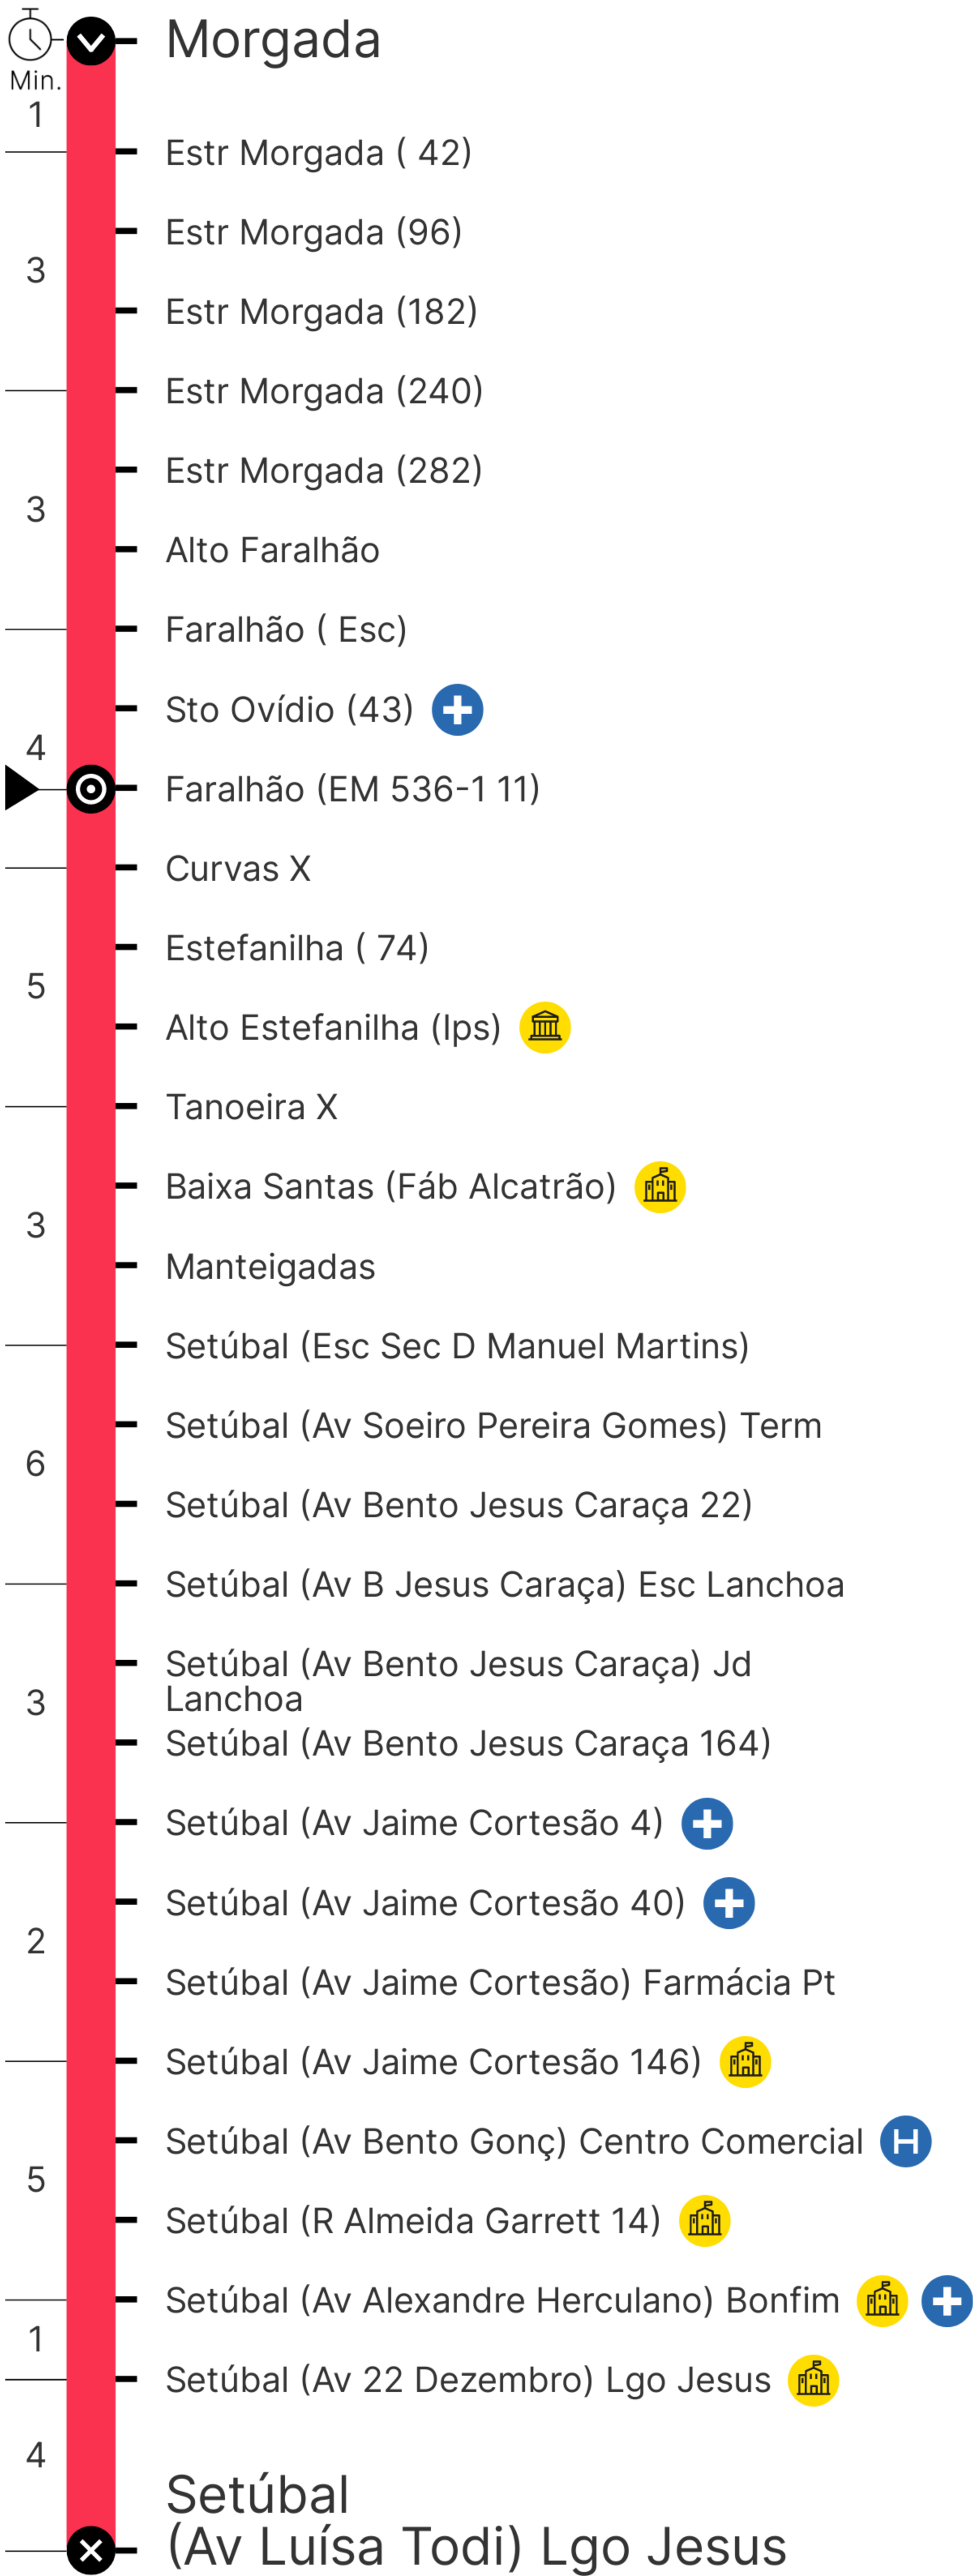 Morgada
Min.
1
Estr Morgada ( 42)
Estr Morgada (96)
3
Estr Morgada (182)
Estr Morgada (240)
Estr Morgada (282)
3
Alto Faralhão
Faralhão ( Esc)
Sto Ovídio (43)
4
Faralhão (EM 536-1 11)
Curvas X
Estefanilha ( 74)
5
Alto Estefanilha (Ips)
Tanoeira X
Baixa Santas (Fáb Alcatrão)
3
Manteigadas
Setúbal (Esc Sec D Manuel Martins)
Setúbal (Av Soeiro Pereira Gomes) Term
6
Setúbal (Av Bento Jesus Caraça 22)
Setúbal (Av B Jesus Caraça) Esc Lanchoa
Setúbal (Av Bento Jesus Caraça) Jd
Lanchoa
3
Setúbal (Av Bento Jesus Caraça 164)
Setúbal (Av Jaime Cortesão 4)
Setúbal (Av Jaime Cortesão 40)
2
Setúbal (Av Jaime Cortesão) Farmácia Pt
Setúbal (Av Jaime Cortesão 146)
Setúbal (Av Bento Gonç) Centro Comercial H
5
Setúbal (R Almeida Garrett 14)
Setúbal (Av Alexandre Herculano) Bonfim
1
Setúbal (Av 22 Dezembro) Lgo Jesus
4
Setúbal
(Av Luísa Todi) Lgo Jesus